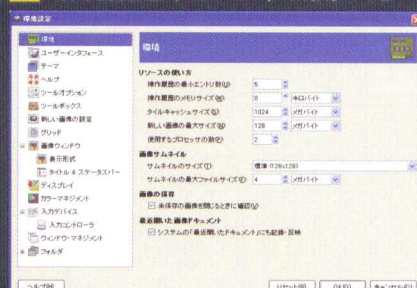 環境設定
環境
ユーザーインタフェース
テーマ
ヘルプ
ツールオプション
ツールボックス
新しい画像の設定
グリッド
画像ウィンドウ
表示形式
タイトル & ステータスバー
ディスプレイ
カラーマネジメント
入力デバイス
入力コントローラ
ウィンドウ・マネジメント
フォルダ
環境
リソースの使い方
操作履歴の最小エントリ数(U) 5
操作履歴のメモリサイズ(M) 0 キロバイト
タイルキャッシュサイズ(S) 1024 メガバイト
新しい画像の最大サイズ(W) 128 メガバイト
使用するプロセッサの数(P) 2
画像サムネイル
サムネイルのサイズ(T) 標準 (128x128)
サムネイルの最大ファイルサイズ(F) 4 メガバイト
画像の保存
未保存の画像を閉じるときに確認(V)
最近開いた画像ドキュメント
システムの「最近開いたドキュメント」にも記録・反映
ヘルプ(H)
リセット(R)
OK(O)
キャンセル(C)